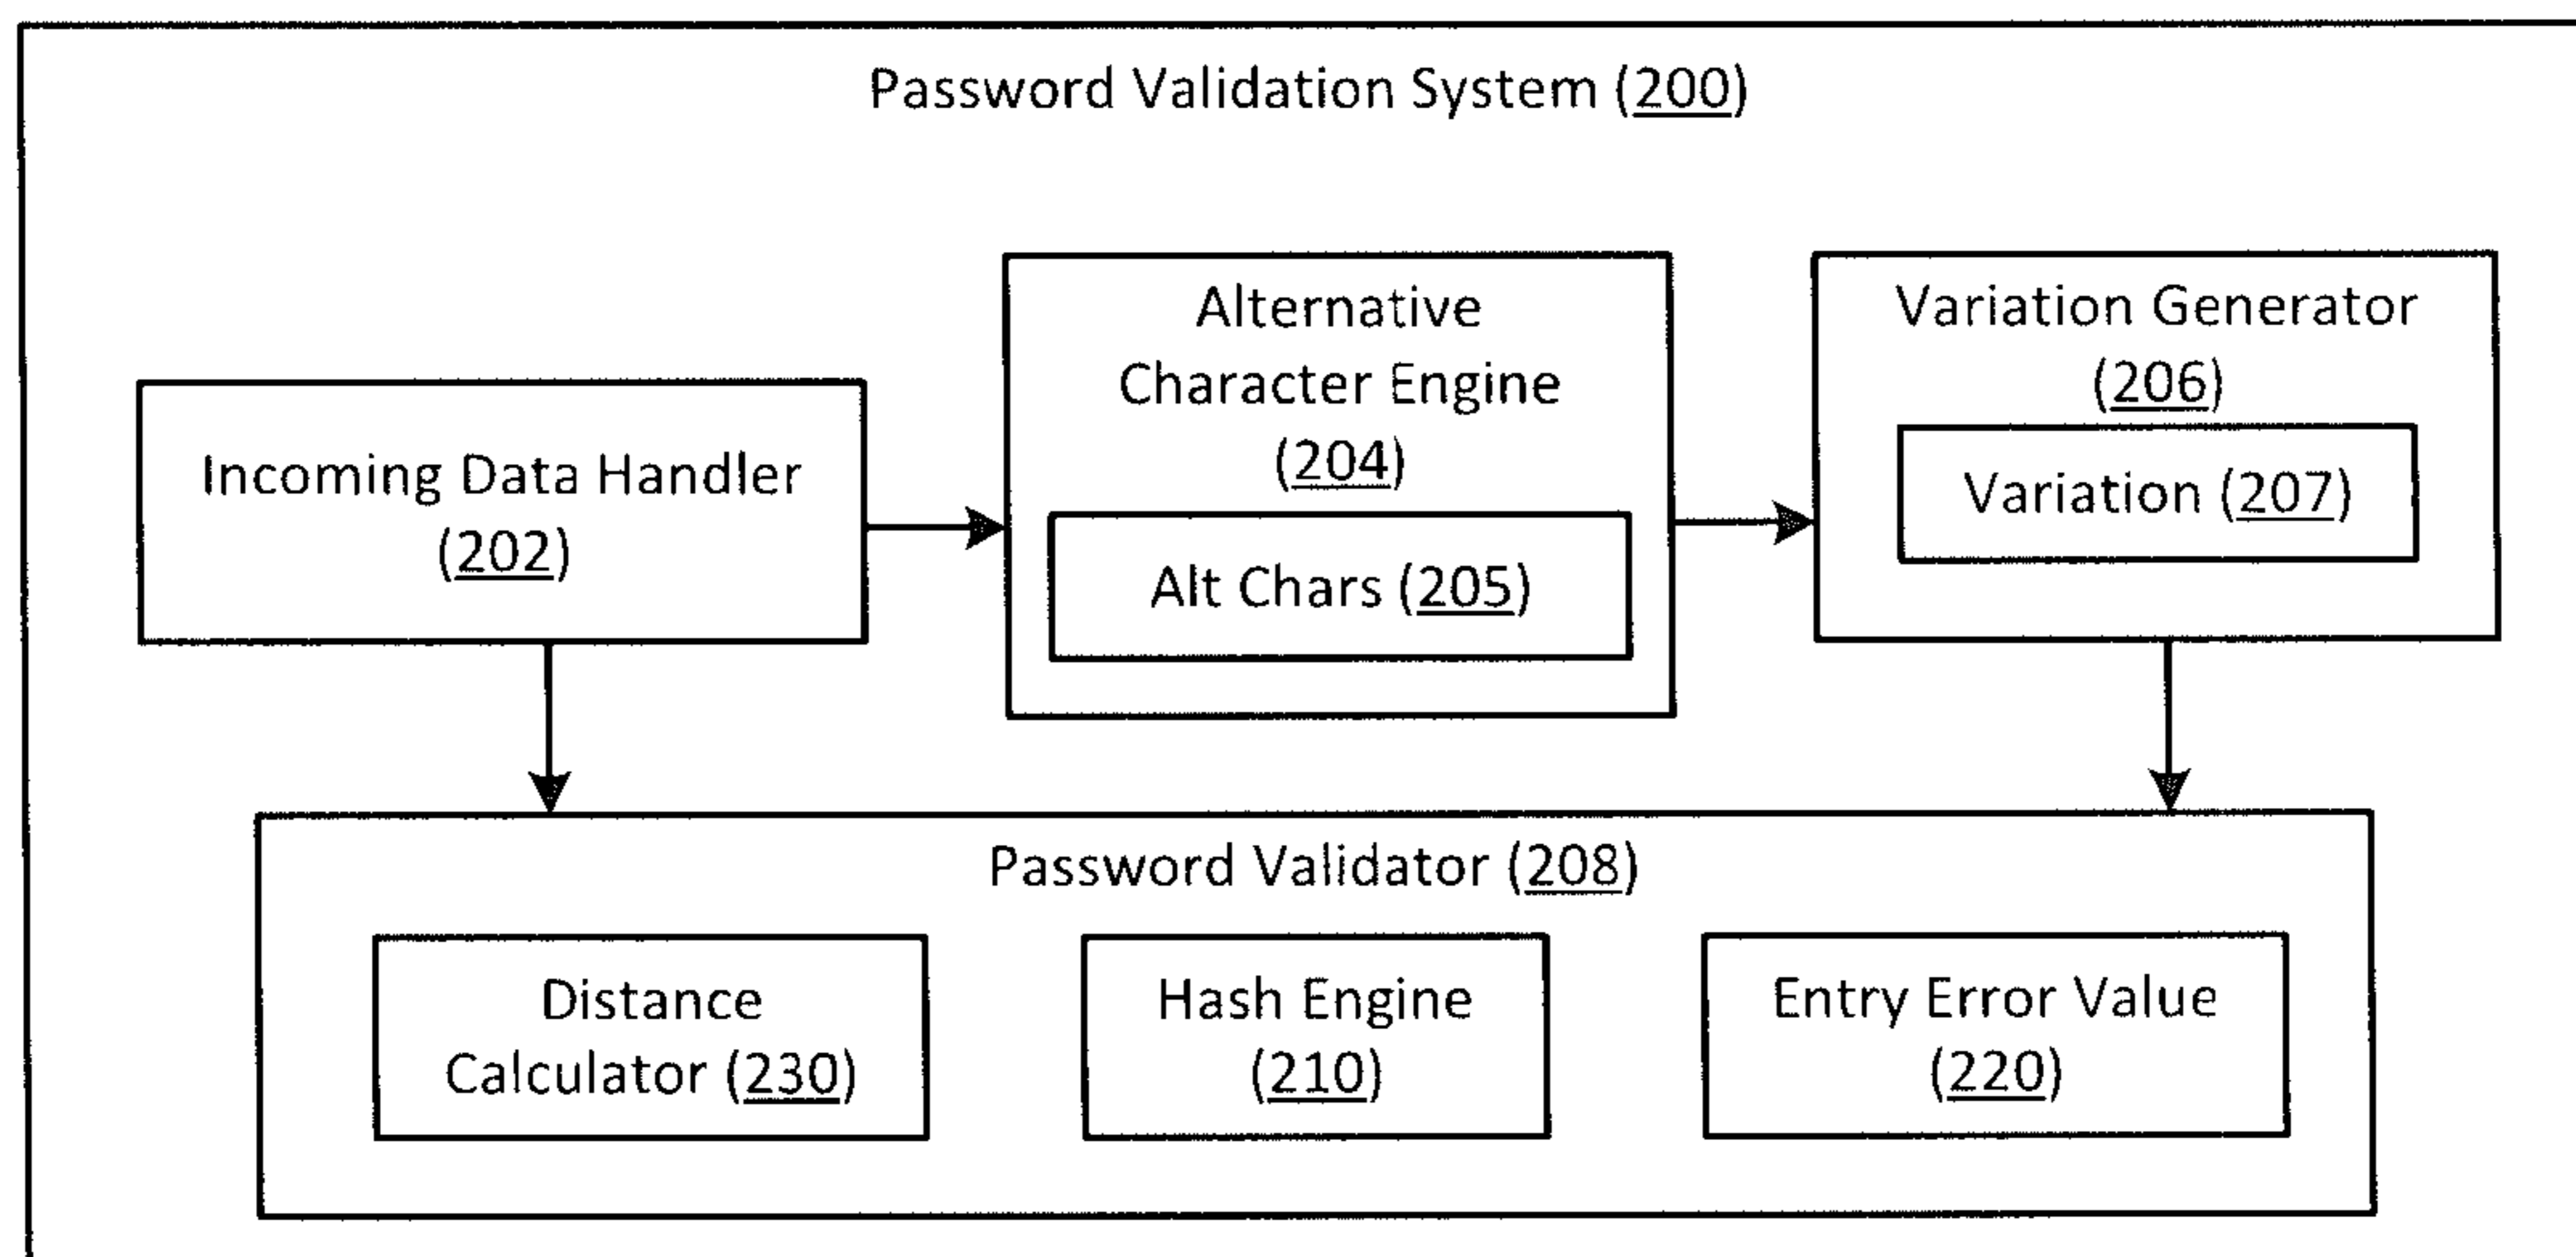 Password Validation System (200)
Incoming Data Handler
(202)
Alternative
Character Engine
(204)
Alt Chars (205)
Variation Generator
(206)
Variation (207)
Password Validator (208)
Distance
Calculator (230)
Hash Engine
(210)
Entry Error Value
(220)